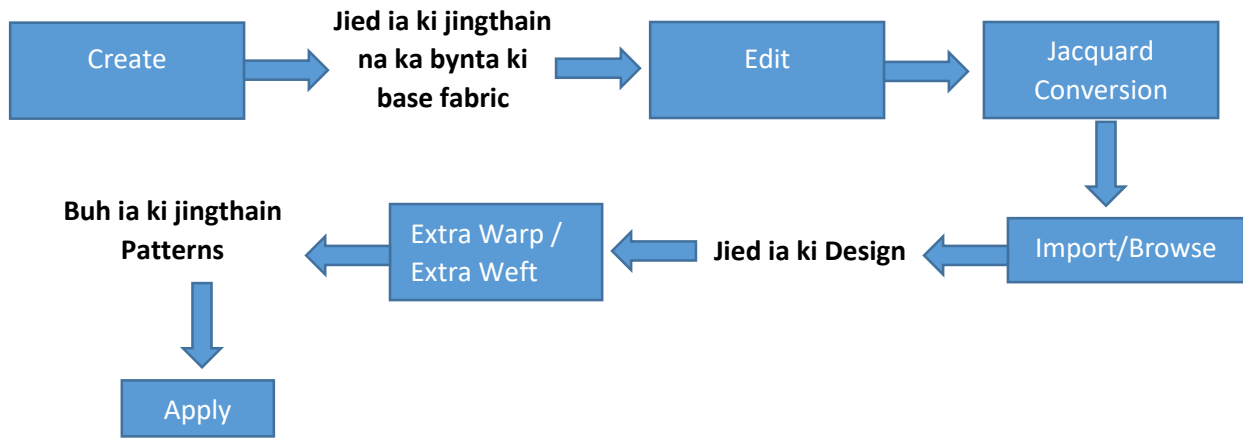 Create
Jied ia ki jingthain
na ka bynta ki
base fabric
Edit
Jacquard
Conversion
Import/Browse
Jied ia ki Design
Extra Warp /
Extra Weft
Buh ia ki jingthain
Patterns
Apply